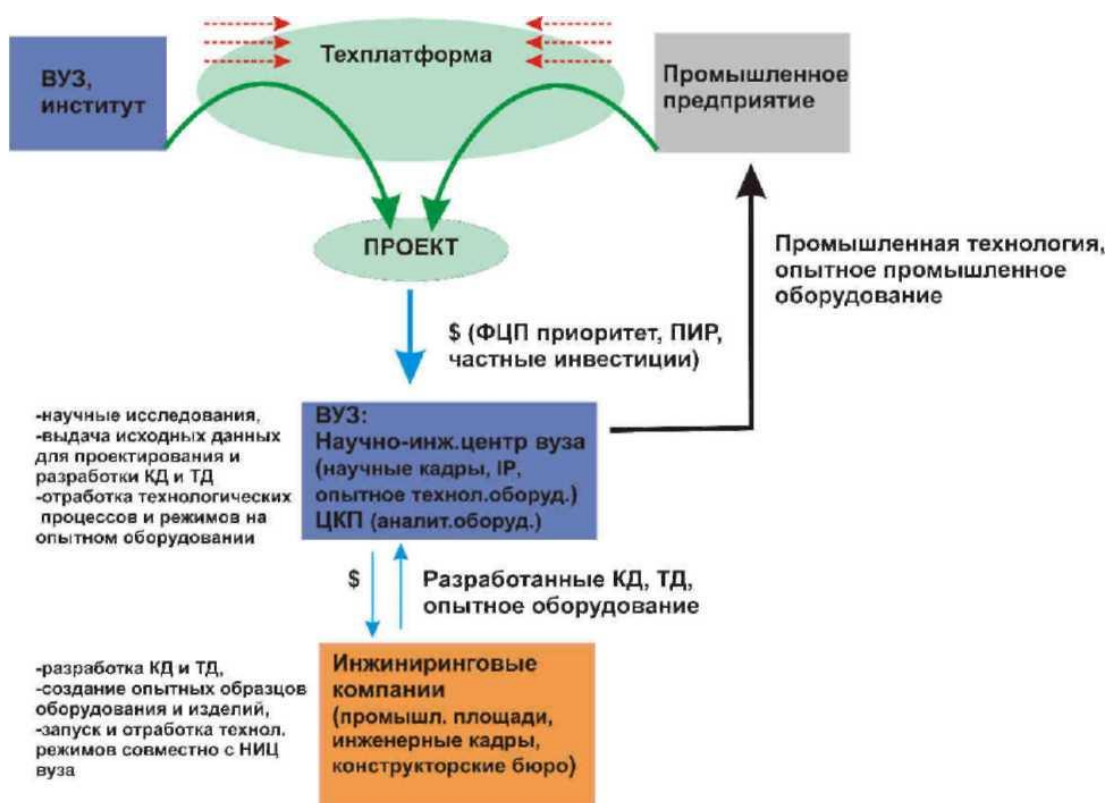 ВУЗ,
институт
Техплатформа
Промышленное
предприятие
ПРОЕКТ
Промышленная технология,
опытное промышленное
оборудование
$ (ФЦП приоритет, ПИР,
частные инвестиции)
-научные исследования,
-выдача исходных данных
для проектирования и
разработки КД и ТД
-отработка технологических
процессов и режимов на
опытном оборудовании
ВУЗ:
Научно-инж.центр вуза
(научные кадры, IP,
опытное технол.оборуд.)
ЦКП (аналит.оборуд.)
$
Разработанные КД, ТД,
опытное оборудование
-разработка КД и ТД,
-создание опытных образцов
оборудования и изделий,
-запуск и отработка технол.
режимов совместно с НИЦ
вуза
Инжиниринговые
компании
(промышл. площади,
инженерные кадры,
конструкторские бюро)